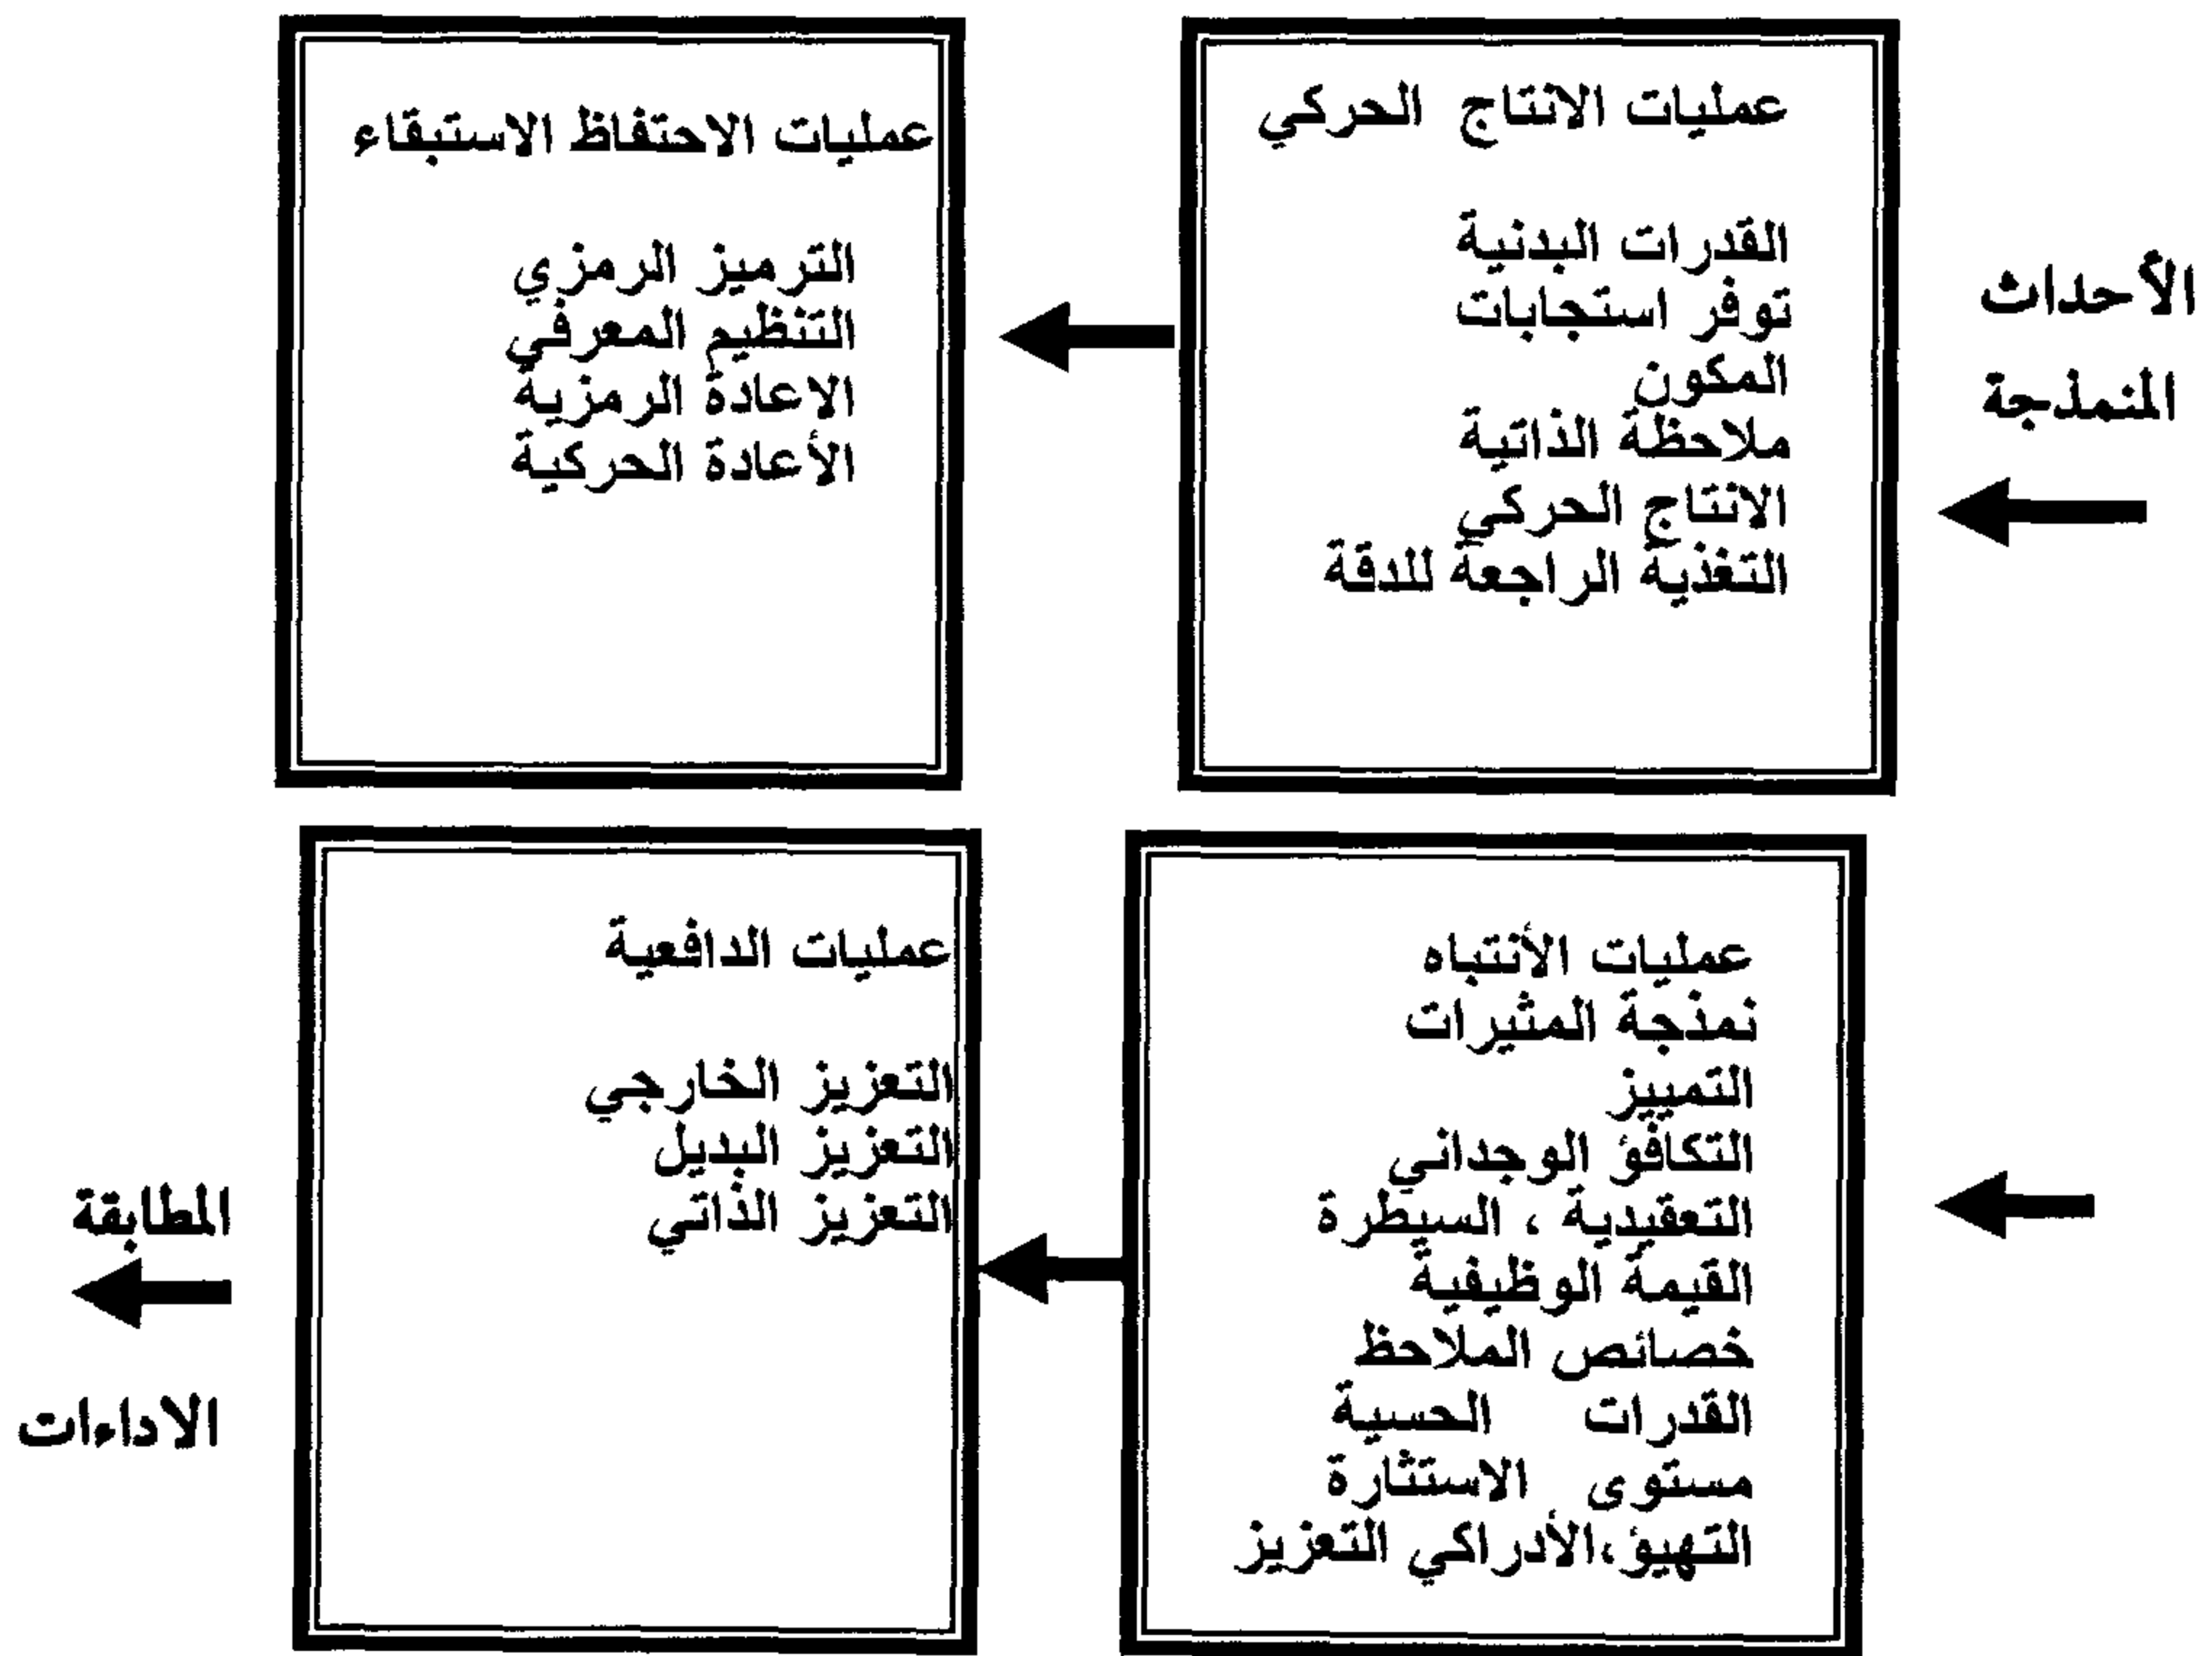 الأحداث
المنمذجة
عمليات الانتاج الحركي
القدرات البدنية
توفر استجابات
المكون
ملاحظة الذاتية
الانتاج الحركي
التغذية الراجعة للدقة
عمليات الاحتفاظ الاستبقاء
الترميز الرمزي
التنظيم المعرفي
الاعادة الرمزية
الأعادة الحركية
عمليات الأنتباه
نمذجة المثيرات
التمييز
التكافؤ الوجداني
التعقيدية ، السيطرة
القيمة الوظيفية
خصائص الملاحظ
القدرات الحسية
مستوى الاستثارة
التهيؤ،الأدراكي التعزيز
عمليات الدافعية
التعزيز الخارجي
التعزيز البديل
التعزيز الذاتي
المطابقة
الاداءات